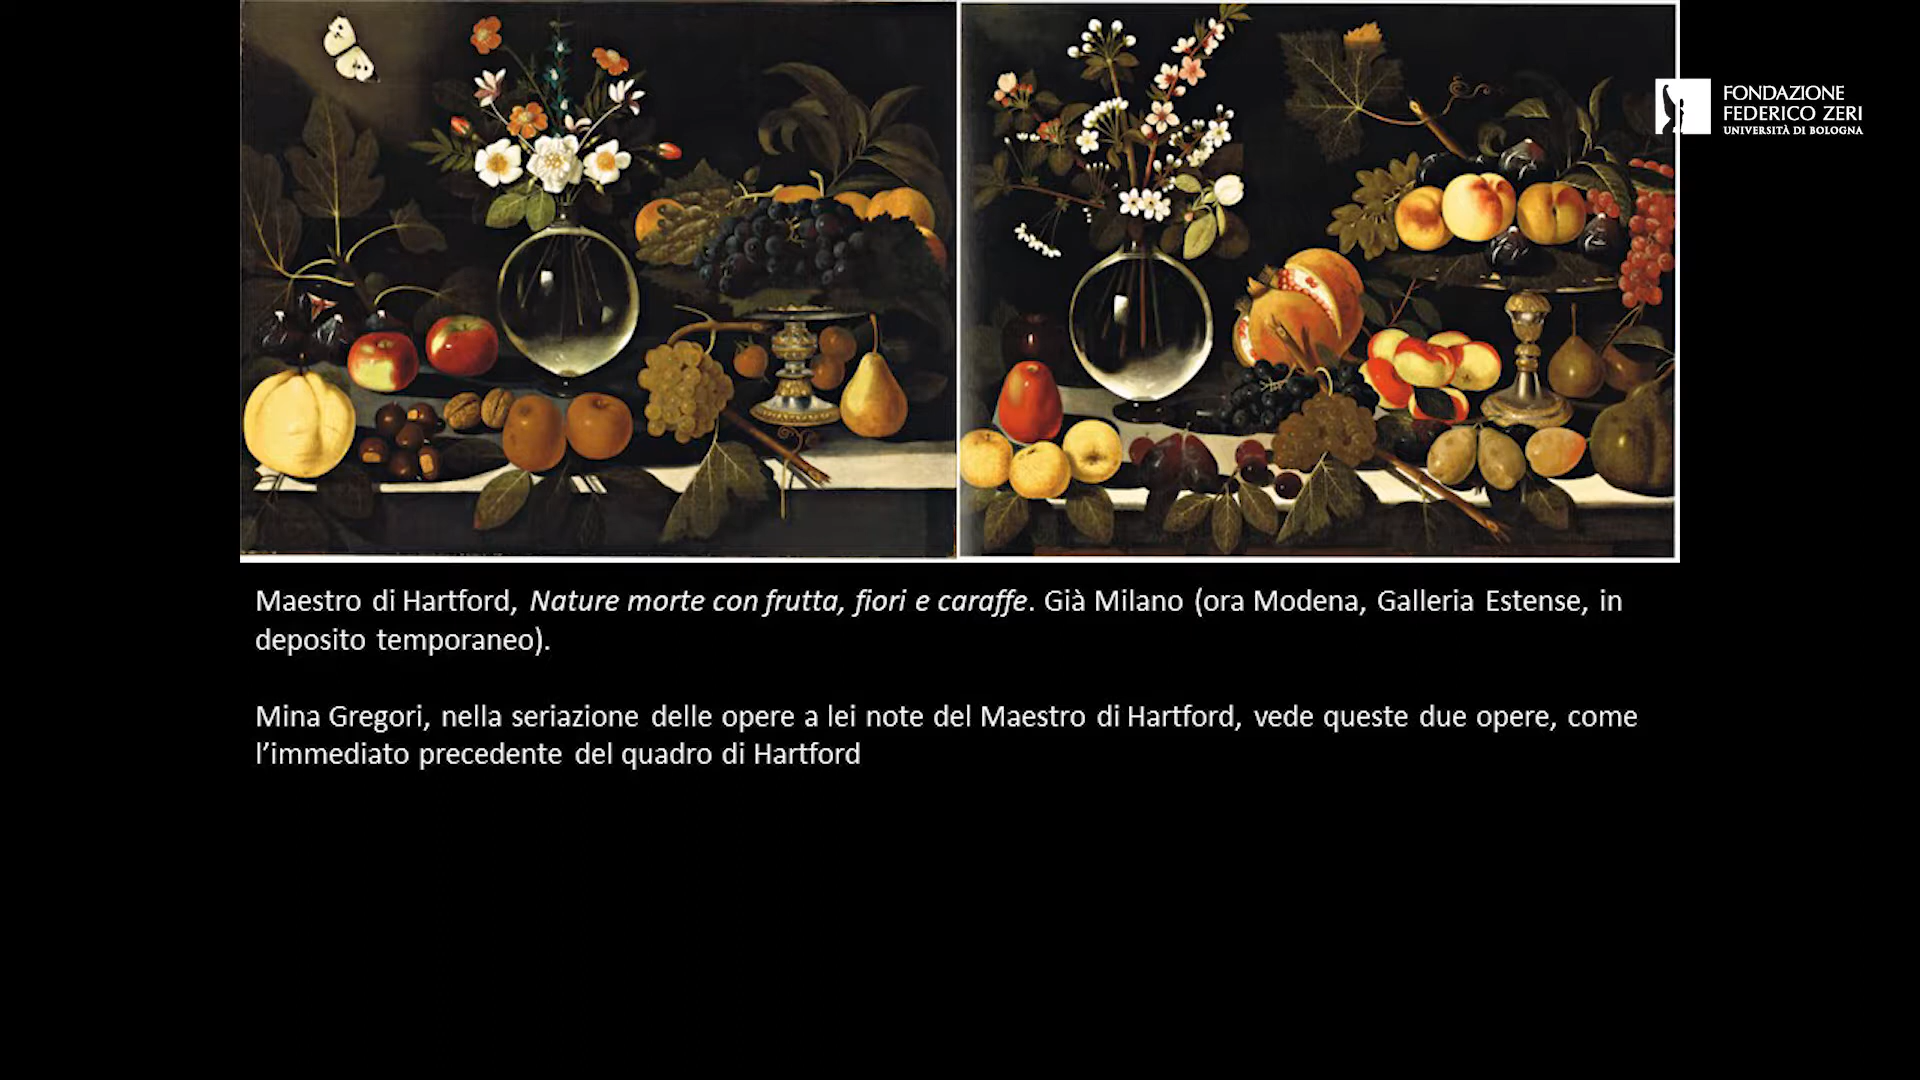 FONDAZIONE
FEDERICO ZERI
UNIVERSITÀ DI BOLOGNA
Maestro di Hartford, Nature morte con frutta, fiori e caraffe. Già Milano (ora Modena, Galleria Estense, in
deposito temporaneo).
Mina Gregori, nella seriazione delle opere a lei note del Maestro di Hartford, vede queste due opere, come
l’immediato precedente del quadro di Hartford